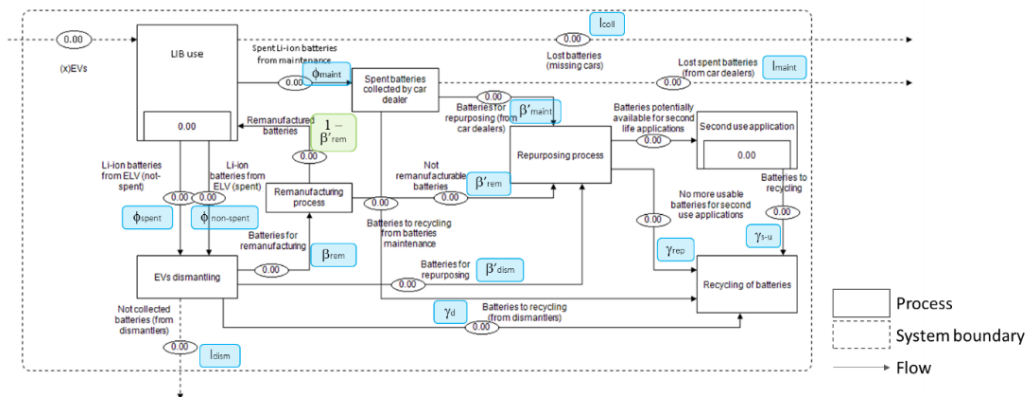 0.00
(x)EVs
LIB use
0.00
Spent Li-ion batteries
from maintenance
ϕmaint
0.00
Spent batteries
collected by car
dealer
lcoll
0.00
Lost batteries
(missing cars)
Lost spent batteries
(from car dealers)
lmaint
0.00
0.00
Batteries for
repurposing (from
car dealers)
β'maint
Batteries potentially
available for second
life applications
0.00
Second use application
0.00
Remanufactured
batteries
1−
β'rem
0.00
Repurposing process
Li-ion batteries
from ELV (not-
spent)
Li-ion
batteries from
ELV (spent)
0.00
0.00
ϕspent
ϕ non-spent
Remanufacturing
process
Not
remanufacturable
batteries
β'rem
0.00
0.00
Batteries to recycling
from batteries
maintenance
No more usable
batteries for second
use applications
0.00
Batteries to
recycling
0.00
γs-u
γrep
Batteries for
remanufacturing
βrem
0.00
EVs dismantling
Batteries for
repurposing
β'dism
0.00
Recycling of batteries
Not collected
batteries (from
dismantlers)
γd
Batteries to recycling
(from dismantlers)
0.00
0.00
ldism
Process
System boundary
Flow